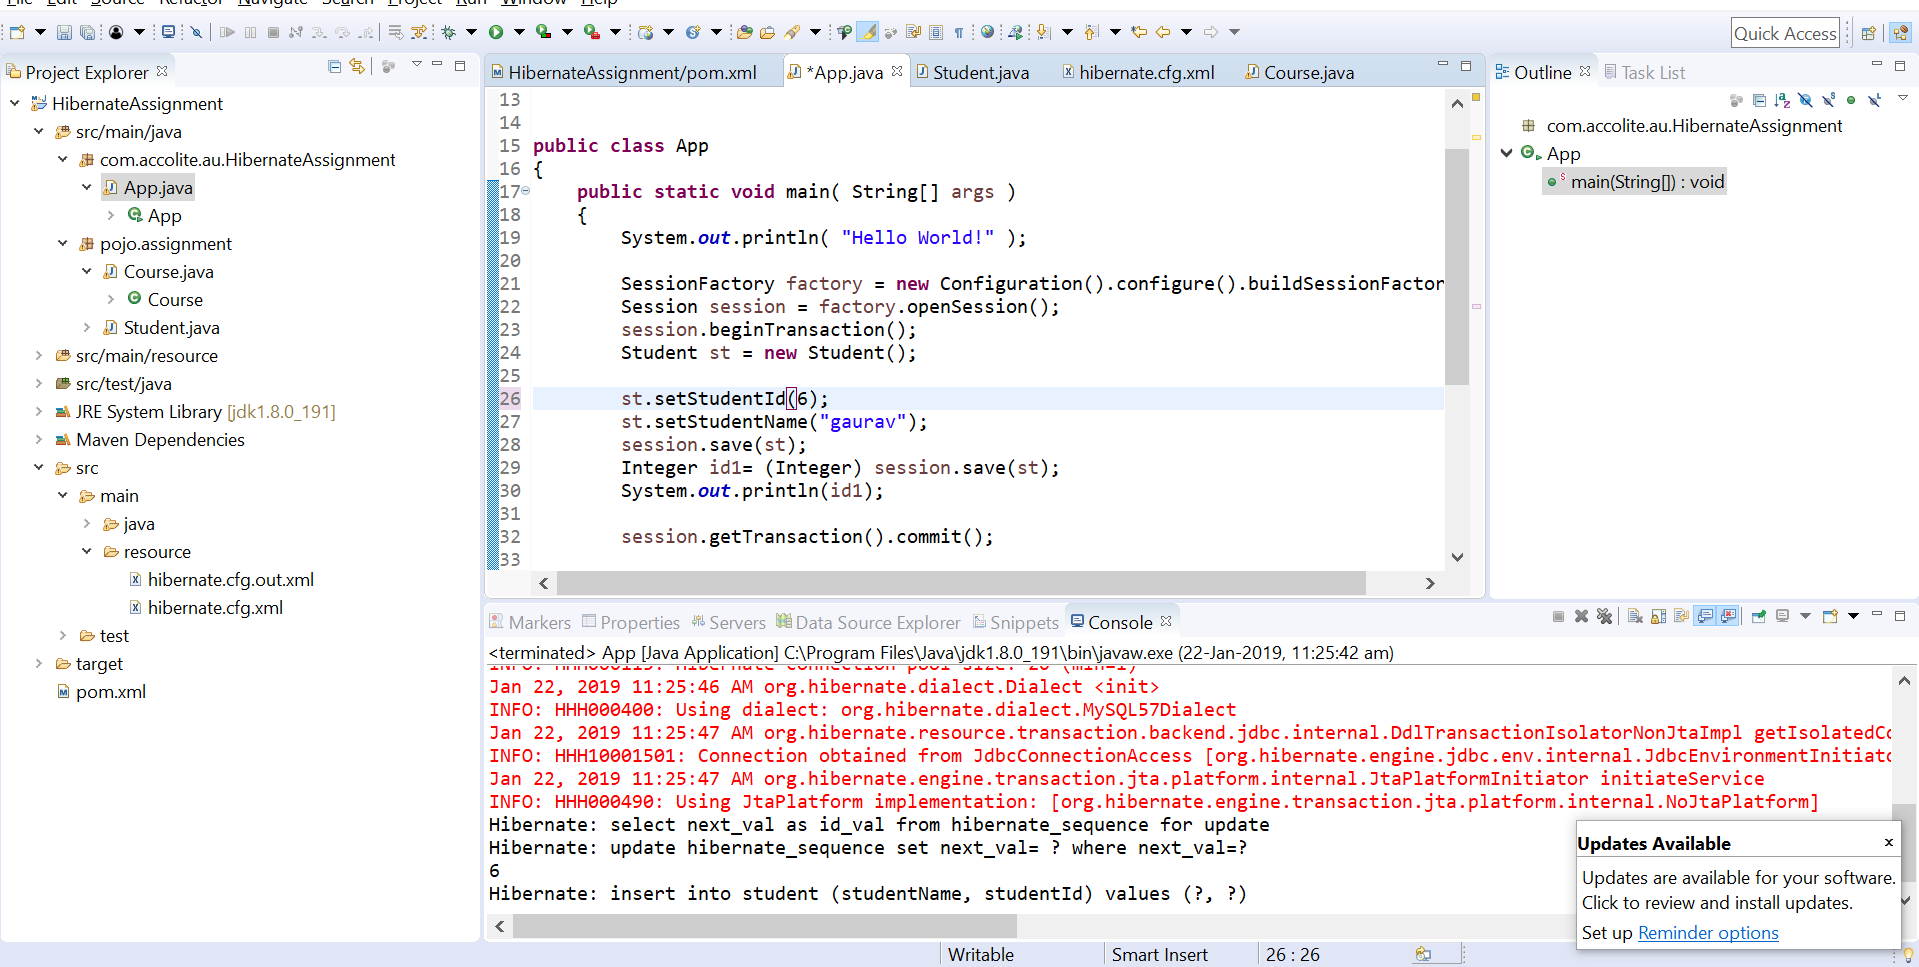 File Edit Source Refactor Navigate Search Project Run Window Help
Quick Access
Project Explorer
HibernateAssignment
src/main/java
com.accolite.au.HibernateAssignment
App.java
App
pojo.assignment
Course.java
Course
Student.java
src/main/resource
src/test/java
JRE System Library [jdk1.8.0_191]
Maven Dependencies
src
main
java
resource
hibernate.cfg.out.xml
hibernate.cfg.xml
test
target
pom.xml
HibernateAssignment/pom.xml *App.java Student.java hibernate.cfg.xml Course.java
13
14
15 public class App
16 {
17 public static void main( String[] args )
18 {
19 System.out.println( "Hello World!" );
20
21 SessionFactory factory = new Configuration().configure().buildSessionFactor
22 Session session = factory.openSession();
23 session.beginTransaction();
24 Student st = new Student();
25
26 st.setStudentId(6);
27 st.setStudentName("gaurav");
28 session.save(st);
29 Integer id1= (Integer) session.save(st);
30 System.out.println(id1);
31
32 session.getTransaction().commit();
33
Outline Task List
com.accolite.au.HibernateAssignment
App
main(String[]) : void
Markers Properties Servers Data Source Explorer Snippets Console
<terminated> App [Java Application] C:\Program Files\Java\jdk1.8.0_191\bin\javaw.exe (22-Jan-2019, 11:25:42 am)
INFO: HHH000115: Hibernate connection pool size: 20 (min=1)
Jan 22, 2019 11:25:46 AM org.hibernate.dialect.Dialect <init>
INFO: HHH000400: Using dialect: org.hibernate.dialect.MySQL57Dialect
Jan 22, 2019 11:25:47 AM org.hibernate.resource.transaction.backend.jdbc.internal.DdlTransactionIsolatorNonJtaImpl getIsolatedCo
INFO: HHH10001501: Connection obtained from JdbcConnectionAccess [org.hibernate.engine.jdbc.env.internal.JdbcEnvironmentInitiato
Jan 22, 2019 11:25:47 AM org.hibernate.engine.transaction.jta.platform.internal.JtaPlatformInitiator initiateService
INFO: HHH000490: Using JtaPlatform implementation: [org.hibernate.engine.transaction.jta.platform.internal.NoJtaPlatform]
Hibernate: select next_val as id_val from hibernate_sequence for update
Hibernate: update hibernate_sequence set next_val= ? where next_val=?
6
Hibernate: insert into student (studentName, studentId) values (?, ?)
Updates Available
Updates are available for your software.
Click to review and install updates.
Set up Reminder options
Writable Smart Insert 26 : 26